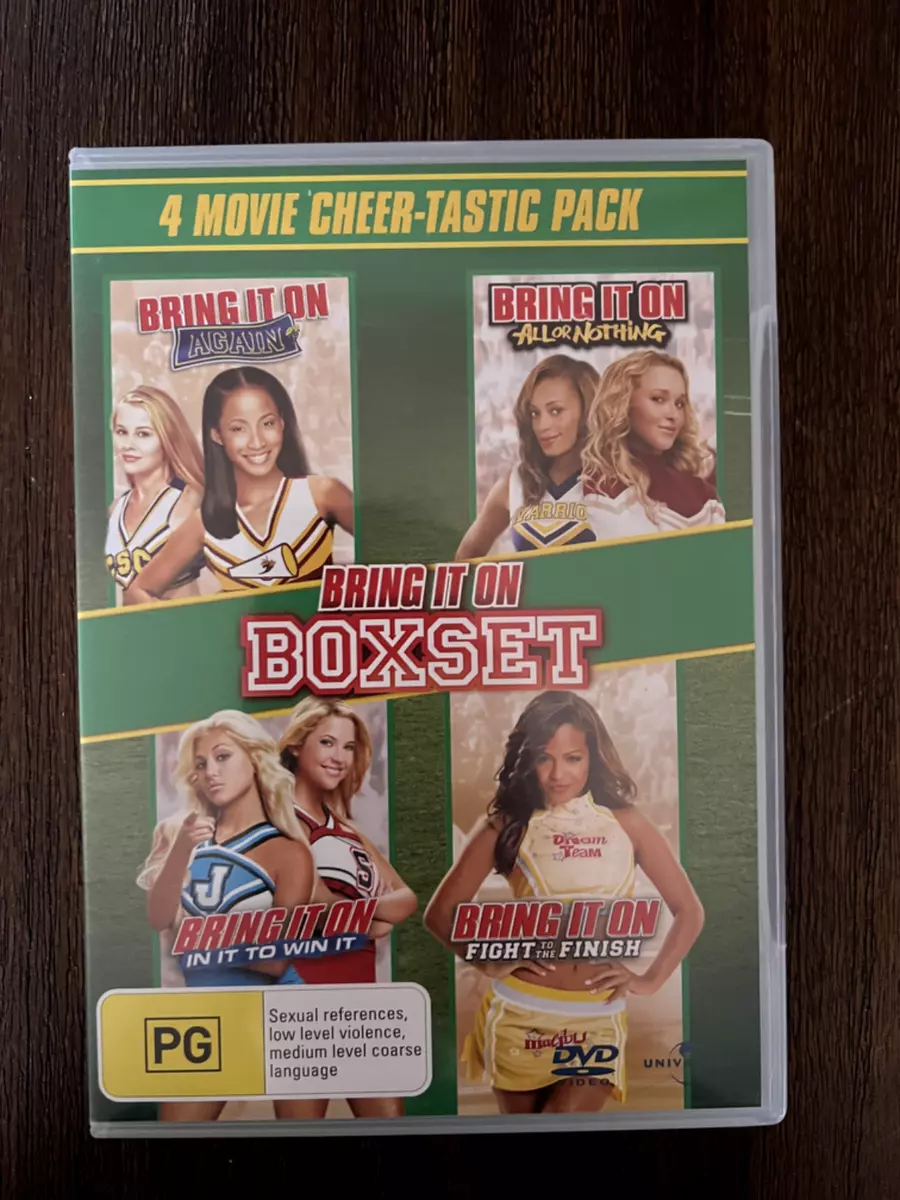 4 MOVIE CHEER-TASTIC PACK
BRING IT ON
AGAIN
BRING IT ON
ALL OR NOTHING
CSC
BRING IT ON
BOXSET
Dream
Team
J
S
BRING IT ON
IN IT TO WIN IT
BRING IT ON
FIGHT TO THE FINISH
PG
Sexual references,
low level violence,
medium level coarse
language
malibu
DVD
VIDEO
UNIV